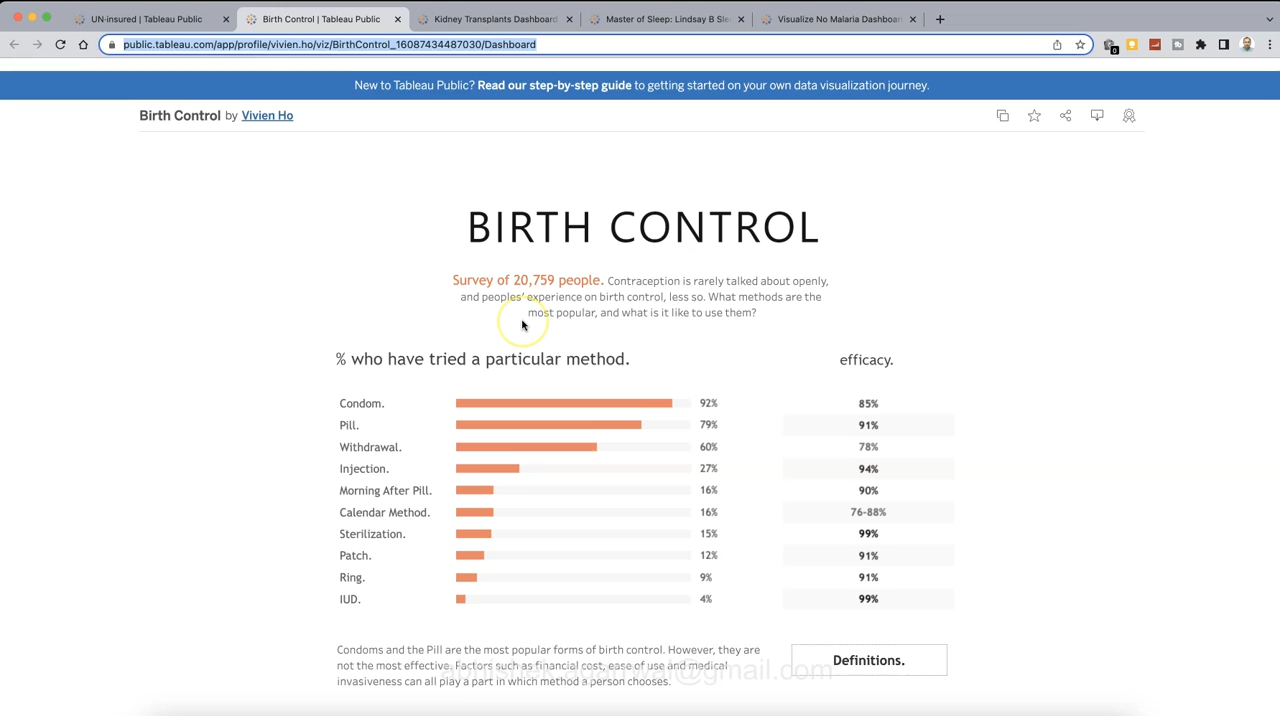 UN-insured | Tableau Public
Birth Control | Tableau Public
Kidney Transplants Dashboard
Master of Sleep: Lindsay B Sle
Visualize No Malaria Dashboar
public.tableau.com/app/profile/vivien.ho/viz/BirthControl_16087434487030/Dashboard
0
New to Tableau Public? Read our step-by-step guide to getting started on your own data visualization journey.
Birth Control by Vivien Ho
BIRTH CONTROL
Survey of 20,759 people. Contraception is rarely talked about openly,
and peoples' experience on birth control, less so. What methods are the
most popular, and what is it like to use them?
% who have tried a particular method. efficacy.
Condom. 92% 85%
Pill. 79% 91%
Withdrawal. 60% 78%
Injection. 27% 94%
Morning After Pill. 16% 90%
Calendar Method. 16% 76-88%
Sterilization. 15% 99%
Patch. 12% 91%
Ring. 9% 91%
IUD. 4% 99%
Condoms and the Pill are the most popular forms of birth control. However, they are
not the most effective. Factors such as financial cost, ease of use and medical
invasiveness can all play a part in which method a person chooses.
Definitions.